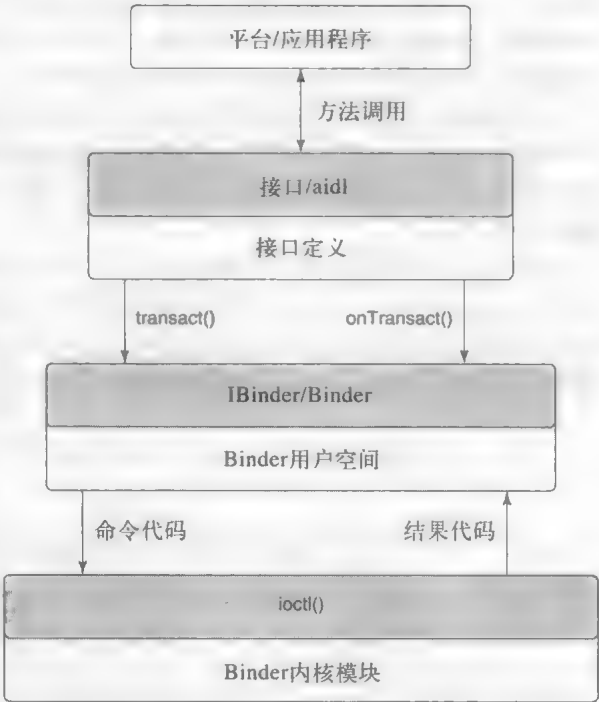 平台/应用程序
方法调用
接口/aidl
接口定义
transact()
onTransact()
IBinder/Binder
Binder用户空间
命令代码
结果代码
ioctl()
Binder内核模块